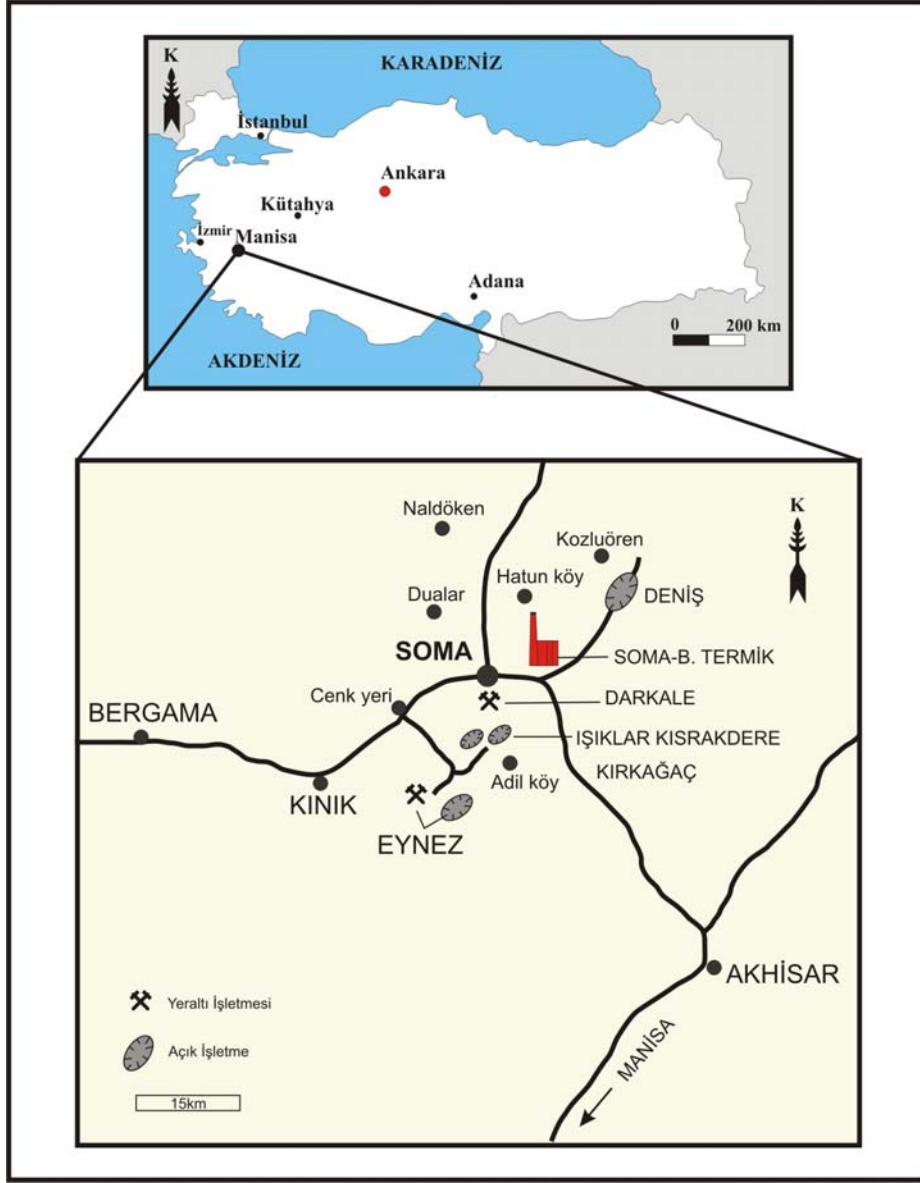 K
KARADENİZ
İstanbul
Ankara
Kütahya
İzmir
Manisa
Adana
0 200 km
AKDENİZ
K
Naldöken
Kozluören
Hatun köy
DENİŞ
Dualar
SOMA
SOMA-B. TERMİK
Cenk yeri
DARKALE
BERGAMA
IŞIKLAR KISRAKDERE
KIRKAĞAÇ
Adil köy
KINIK
EYNEZ
AKHİSAR
Yeraltı İşletmesi
Açık İşletme
MANİSA
15km